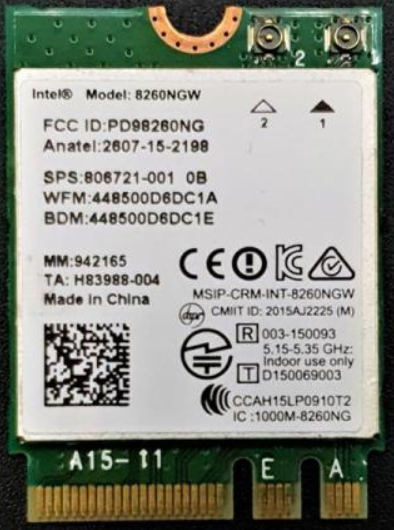 2
Intel® Model: 8260NGW
2 1
FCC ID:PD98260NG
Anatel:2607-15-2198
SPS:806721-001 0B
WFM:448500D6DC1A
BDM:448500D6DC1E
MM:942165
TA: H83988-004
Made in China
CE
MSIP-CRM-INT-8260NGW
CMIIT ID: 2015AJ2225 (M)
R 003-150093
5.15-5.35 GHz:
Indoor use only
T D150069003
CCAH15LP0910T2
IC :1000M-8260NG
A15-11 E A